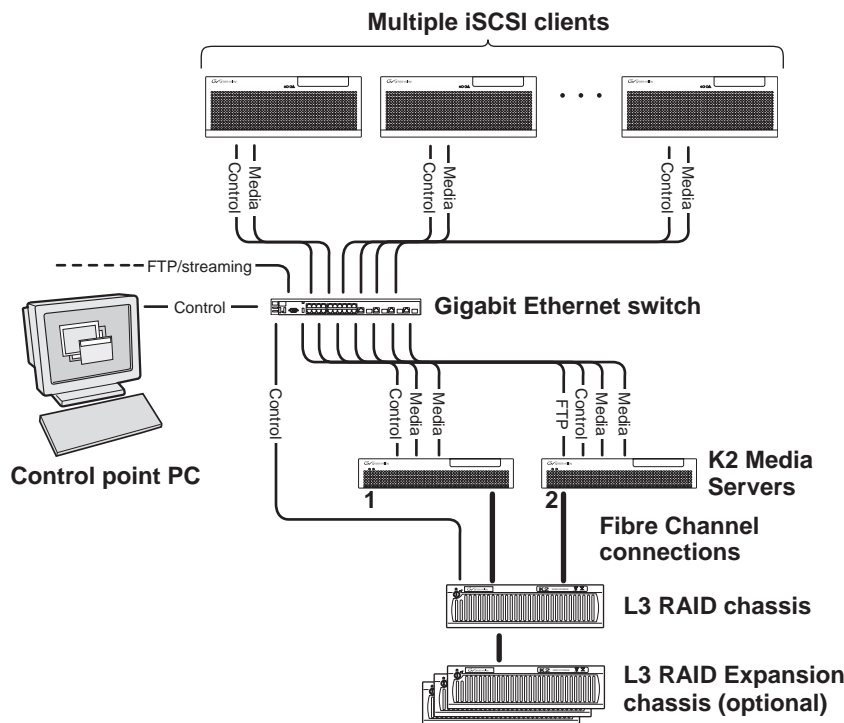 Multiple iSCSI clients
Control
Media
Control
Media
Control
Media
FTP/streaming
Control
Gigabit Ethernet switch
Control
Control
Media
Media
FTP
Control
Media
Media
Control point PC
1
2
K2 Media
Servers
Fibre Channel
connections
K2
L3 RAID chassis
K2
L3 RAID Expansion
chassis (optional)